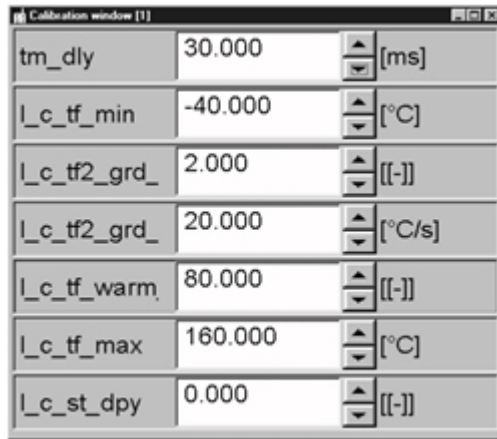 Calibration window [1]
tm_dly 30.000 [ms]
l_c_tf_min -40.000 [°C]
l_c_tf2_grd_ 2.000 [[-]]
l_c_tf2_grd_ 20.000 [°C/s]
l_c_tf_warm 80.000 [[-]]
l_c_tf_max 160.000 [°C]
l_c_st_dpy 0.000 [[-]]